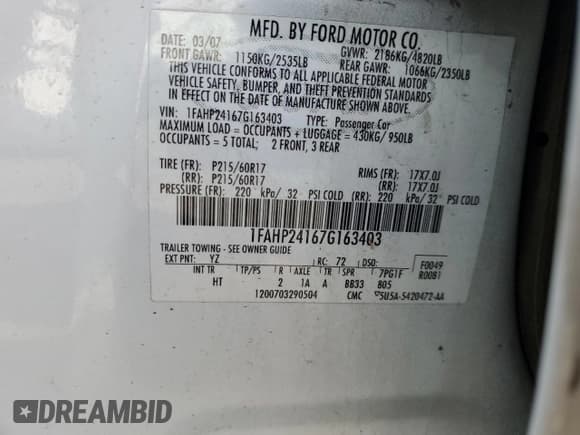 MFD. BY FORD MOTOR CO.
DATE: 03/07 GVWR: 2186KG/4820LB
FRONT GAWR: 1150KG/2535LB REAR GAWR: 1066KG/2350LB
THIS VEHICLE CONFORMS TO ALL APPLICABLE FEDERAL MOTOR
VEHICLE SAFETY, BUMPER, AND THEFT PREVENTION STANDARDS
IN EFFECT ON THE DATE OF MANUFACTURE SHOWN ABOVE.
VIN: 1FAHP24167G163403 TYPE: Passenger Car
MAXIMUM LOAD = OCCUPANTS + LUGGAGE = 430KG/950LB
OCCUPANTS = 5 TOTAL; 2 FRONT, 3 REAR
TIRE (FR): P215/60R17 RIMS (FR): 17X7.0J
(RR): P215/60R17 (RR): 17X7.0J
PRESSURE (FR): 220 kPa/ 32 PSI COLD (RR): 220 kPa/ 32 PSI COLD
1FAHP24167G163403
TRAILER TOWING - SEE OWNER GUIDE
EXT PNT: YZ RC: 72 DSO: F0049
INT TR TP/PS R AXLE TR SPR 7PG1F R0081
HT 2 1A A BB33 B05
1200703290504 CMC 5U5A-5420472-AA
DREAMBID